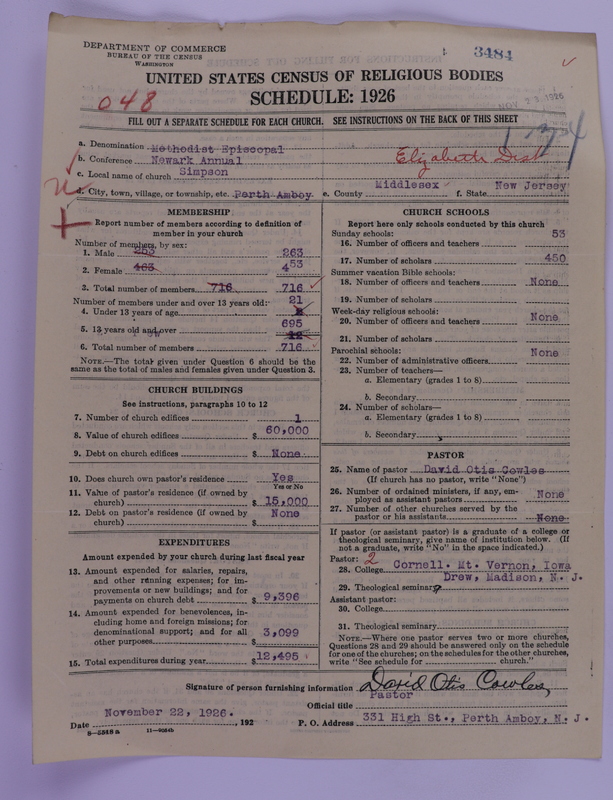 DEPARTMENT OF COMMERCE
BUREAU OF THE CENSUS
WASHINGTON
3484
UNITED STATES CENSUS OF RELIGIOUS BODIES
SCHEDULE: 1926
048
NOV 23 1926
FILL OUT A SEPARATE SCHEDULE FOR EACH CHURCH. SEE INSTRUCTIONS ON THE BACK OF THIS SHEET
a. Denomination Methodist Episcopal
b. Conference Newark Annual
Elizabeth Dist
c. Local name of church Simpson
d. City, town, village, or township, etc. Perth Amboy e. County Middlesex f. State New Jersey
MEMBERSHIP
Report number of members according to definition of member in your church
Number of members, by sex:
1. Male 263 263
2. Female 463 453
3. Total number of members 716 716
Number of members under and over 13 years old:
4. Under 13 years of age 21
5. 13 years old and over 695
6. Total number of members 716
NOTE.—The total given under Question 6 should be the same as the total of males and females given under Question 3.
CHURCH BUILDINGS
See instructions, paragraphs 10 to 12
7. Number of church edifices 1
8. Value of church edifices $ 60,000
9. Debt on church edifices $ None
10. Does church own pastor's residence Yes
Yes or No
11. Value of pastor's residence (if owned by church) $ 15,000
12. Debt on pastor's residence (if owned by church) $ None
EXPENDITURES
Amount expended by your church during last fiscal year
13. Amount expended for salaries, repairs, and other running expenses; for improvements or new buildings; and for payments on church debt $ 9,396
14. Amount expended for benevolences, including home and foreign missions; for denominational support; and for all other purposes $ 3,099
15. Total expenditures during year $ 12,495
CHURCH SCHOOLS
Report here only schools conducted by this church
Sunday schools:
16. Number of officers and teachers 53
17. Number of scholars 450
Summer vacation Bible schools:
18. Number of officers and teachers None
19. Number of scholars
Week-day religious schools:
20. Number of officers and teachers None
21. Number of scholars
Parochial schools:
22. Number of administrative officers None
23. Number of teachers—
a. Elementary (grades 1 to 8)
b. Secondary
24. Number of scholars—
a. Elementary (grades 1 to 8)
b. Secondary
PASTOR
25. Name of pastor David Otis Cowles
(If church has no pastor, write "None")
26. Number of ordained ministers, if any, employed as assistant pastors None
27. Number of other churches served by the pastor or his assistants None
If pastor (or assistant pastor) is a graduate of a college or theological seminary, give name of institution below. (If not a graduate, write "No" in the space indicated.)
Pastor: 2
28. College Cornell. Mt. Vernon, Iowa
29. Theological seminary Drew, Madison, N. J.
Assistant pastor:
30. College
31. Theological seminary
NOTE.—Where one pastor serves two or more churches, Questions 28 and 29 should be answered only on the schedule for one of the churches; on the schedules for the other churches, write "See schedule for church."
Signature of person furnishing information David Otis Cowles
Official title Pastor
Date November 22, 1926. , 192 P. O. Address 331 High St., Perth Amboy, N. J.
8—5548a 11—9054b